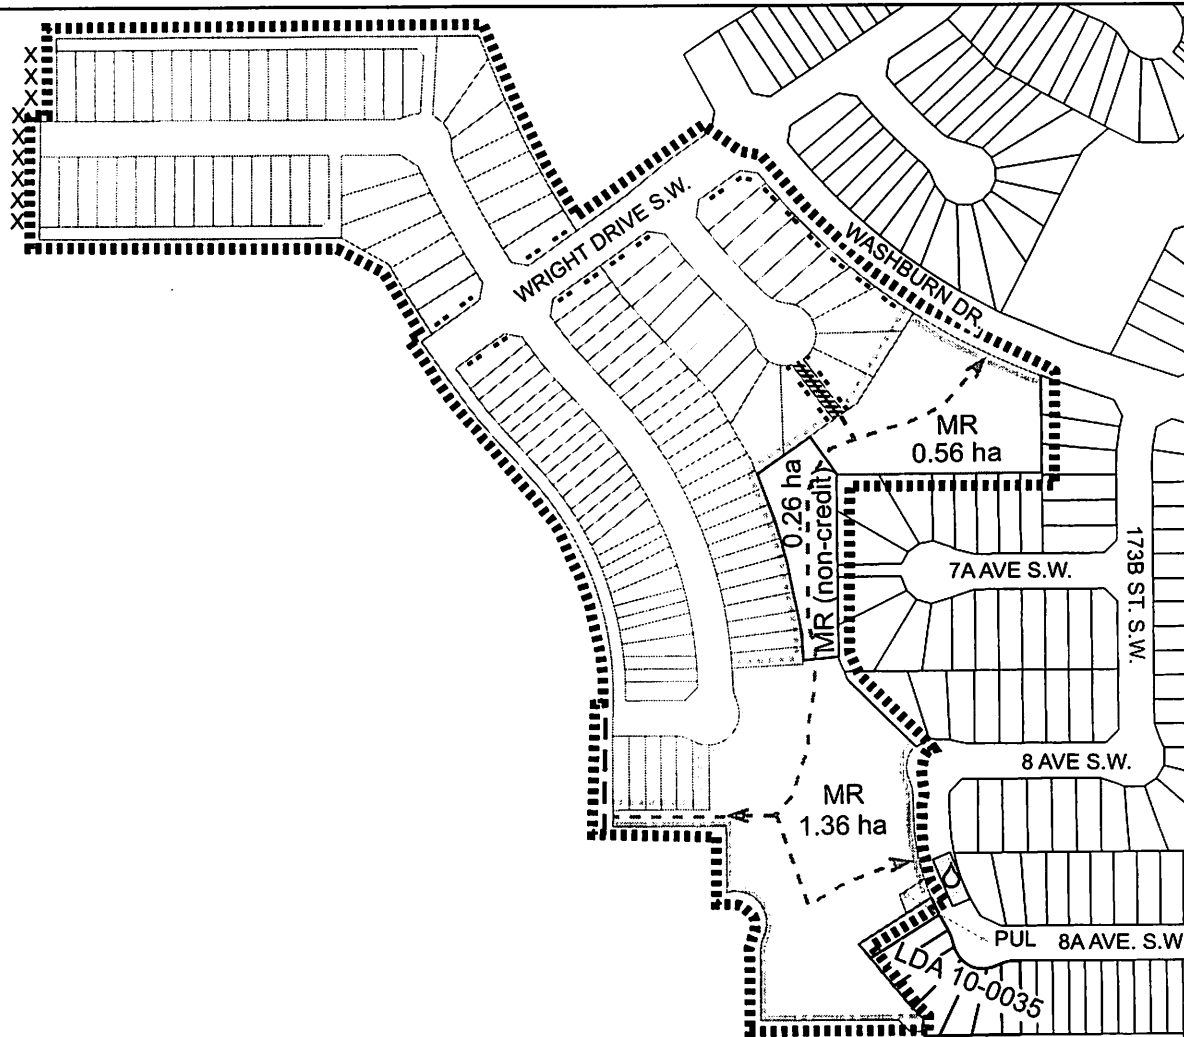 X
X
X
X
X
X
X
X
X
WRIGHT DRIVE S.W.
WASHBURN DR.
MR
0.56 ha
0.26 ha
MR (non-credit)
7A AVE S.W.
173B ST. S.W.
8 AVE S.W.
MR
1.36 ha
PUL
8A AVE. S.W
LDA 10-0035